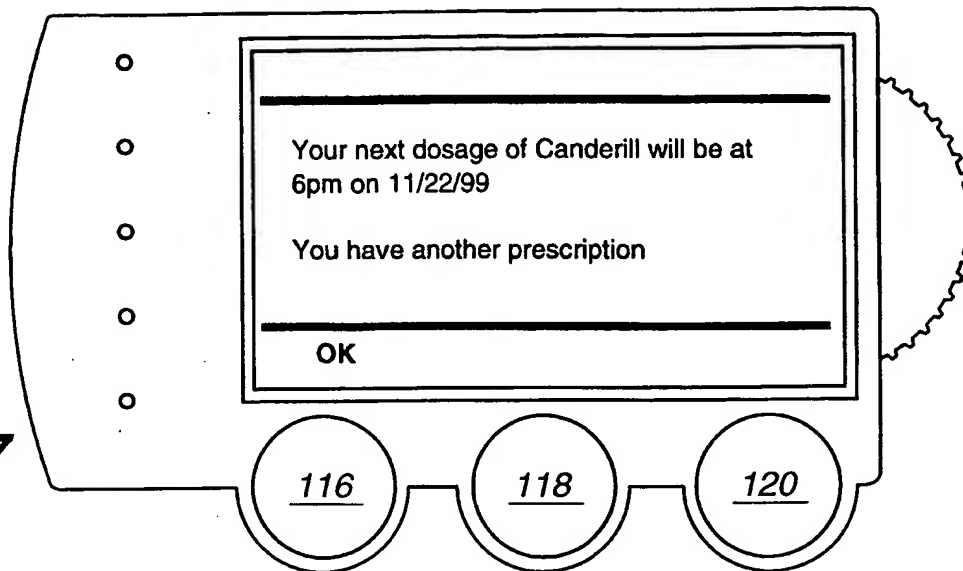 Your next dosage of Canderill will be at
6pm on 11/22/99
You have another prescription
OK
116 118 120